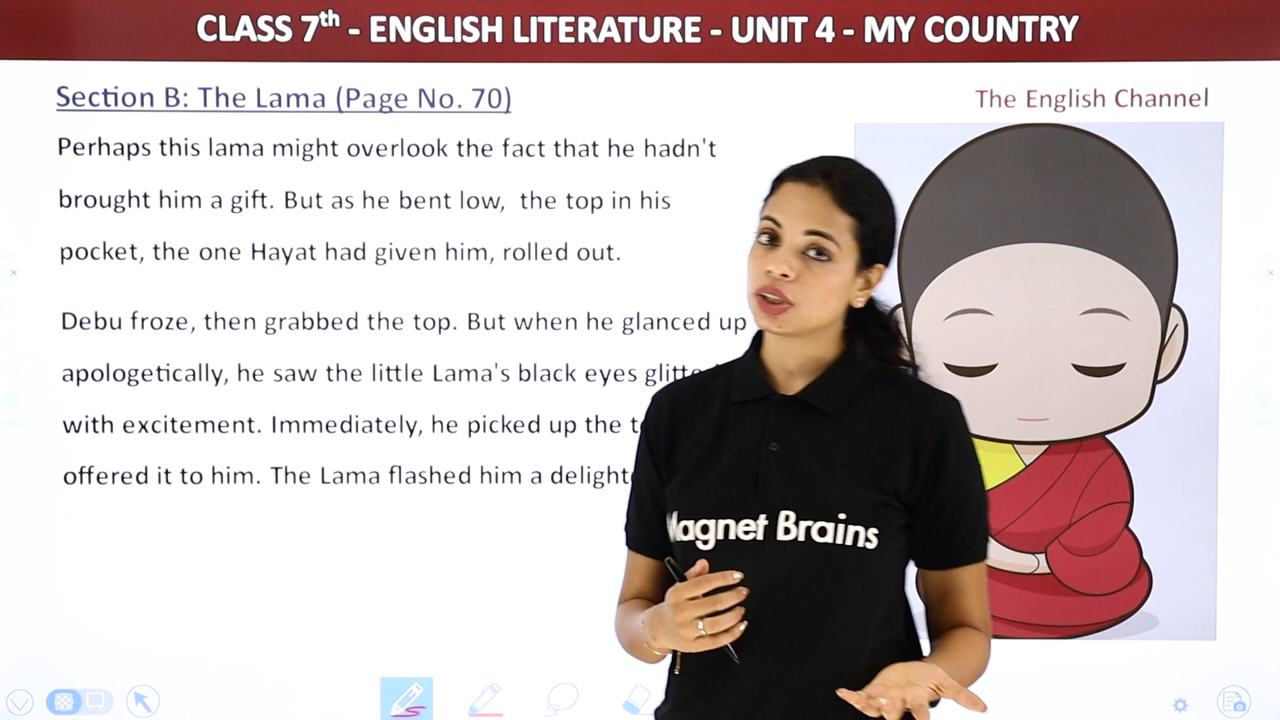 CLASS 7th - ENGLISH LITERATURE - UNIT 4 - MY COUNTRY
Section B: The Lama (Page No. 70)
The English Channel
Perhaps this lama might overlook the fact that he hadn't
brought him a gift. But as he bent low, the top in his
pocket, the one Hayat had given him, rolled out.
Debu froze, then grabbed the top. But when he glanced up
apologetically, he saw the little Lama's black eyes
with excitement. Immediately, he picked up the
offered it to him. The Lama flashed him a
Magnet Brains